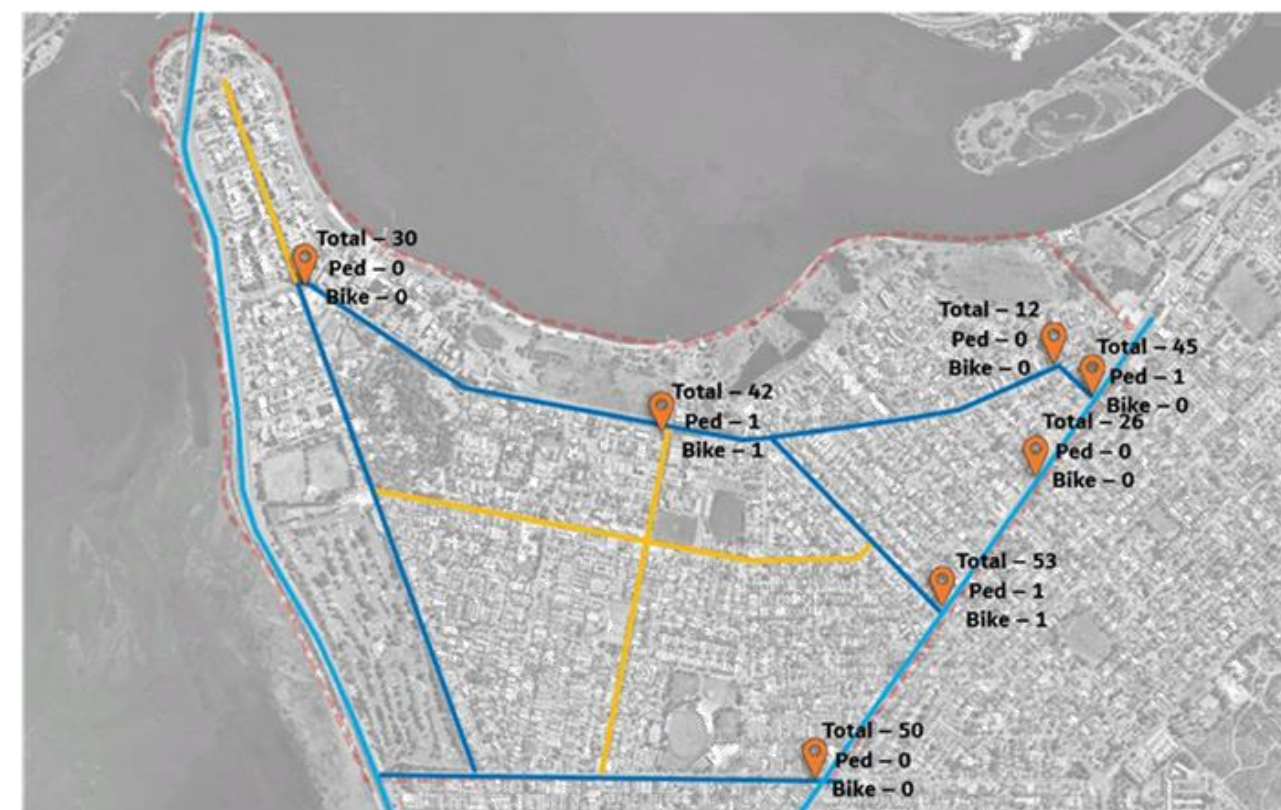 Total – 30
Ped – 0
Bike – 0
Total – 12
Ped – 0
Bike – 0
Total – 45
Ped – 1
Bike – 0
Total – 42
Ped – 1
Bike – 1
Total – 26
Ped – 0
Bike – 0
Total – 53
Ped – 1
Bike – 1
Total – 50
Ped – 0
Bike – 0